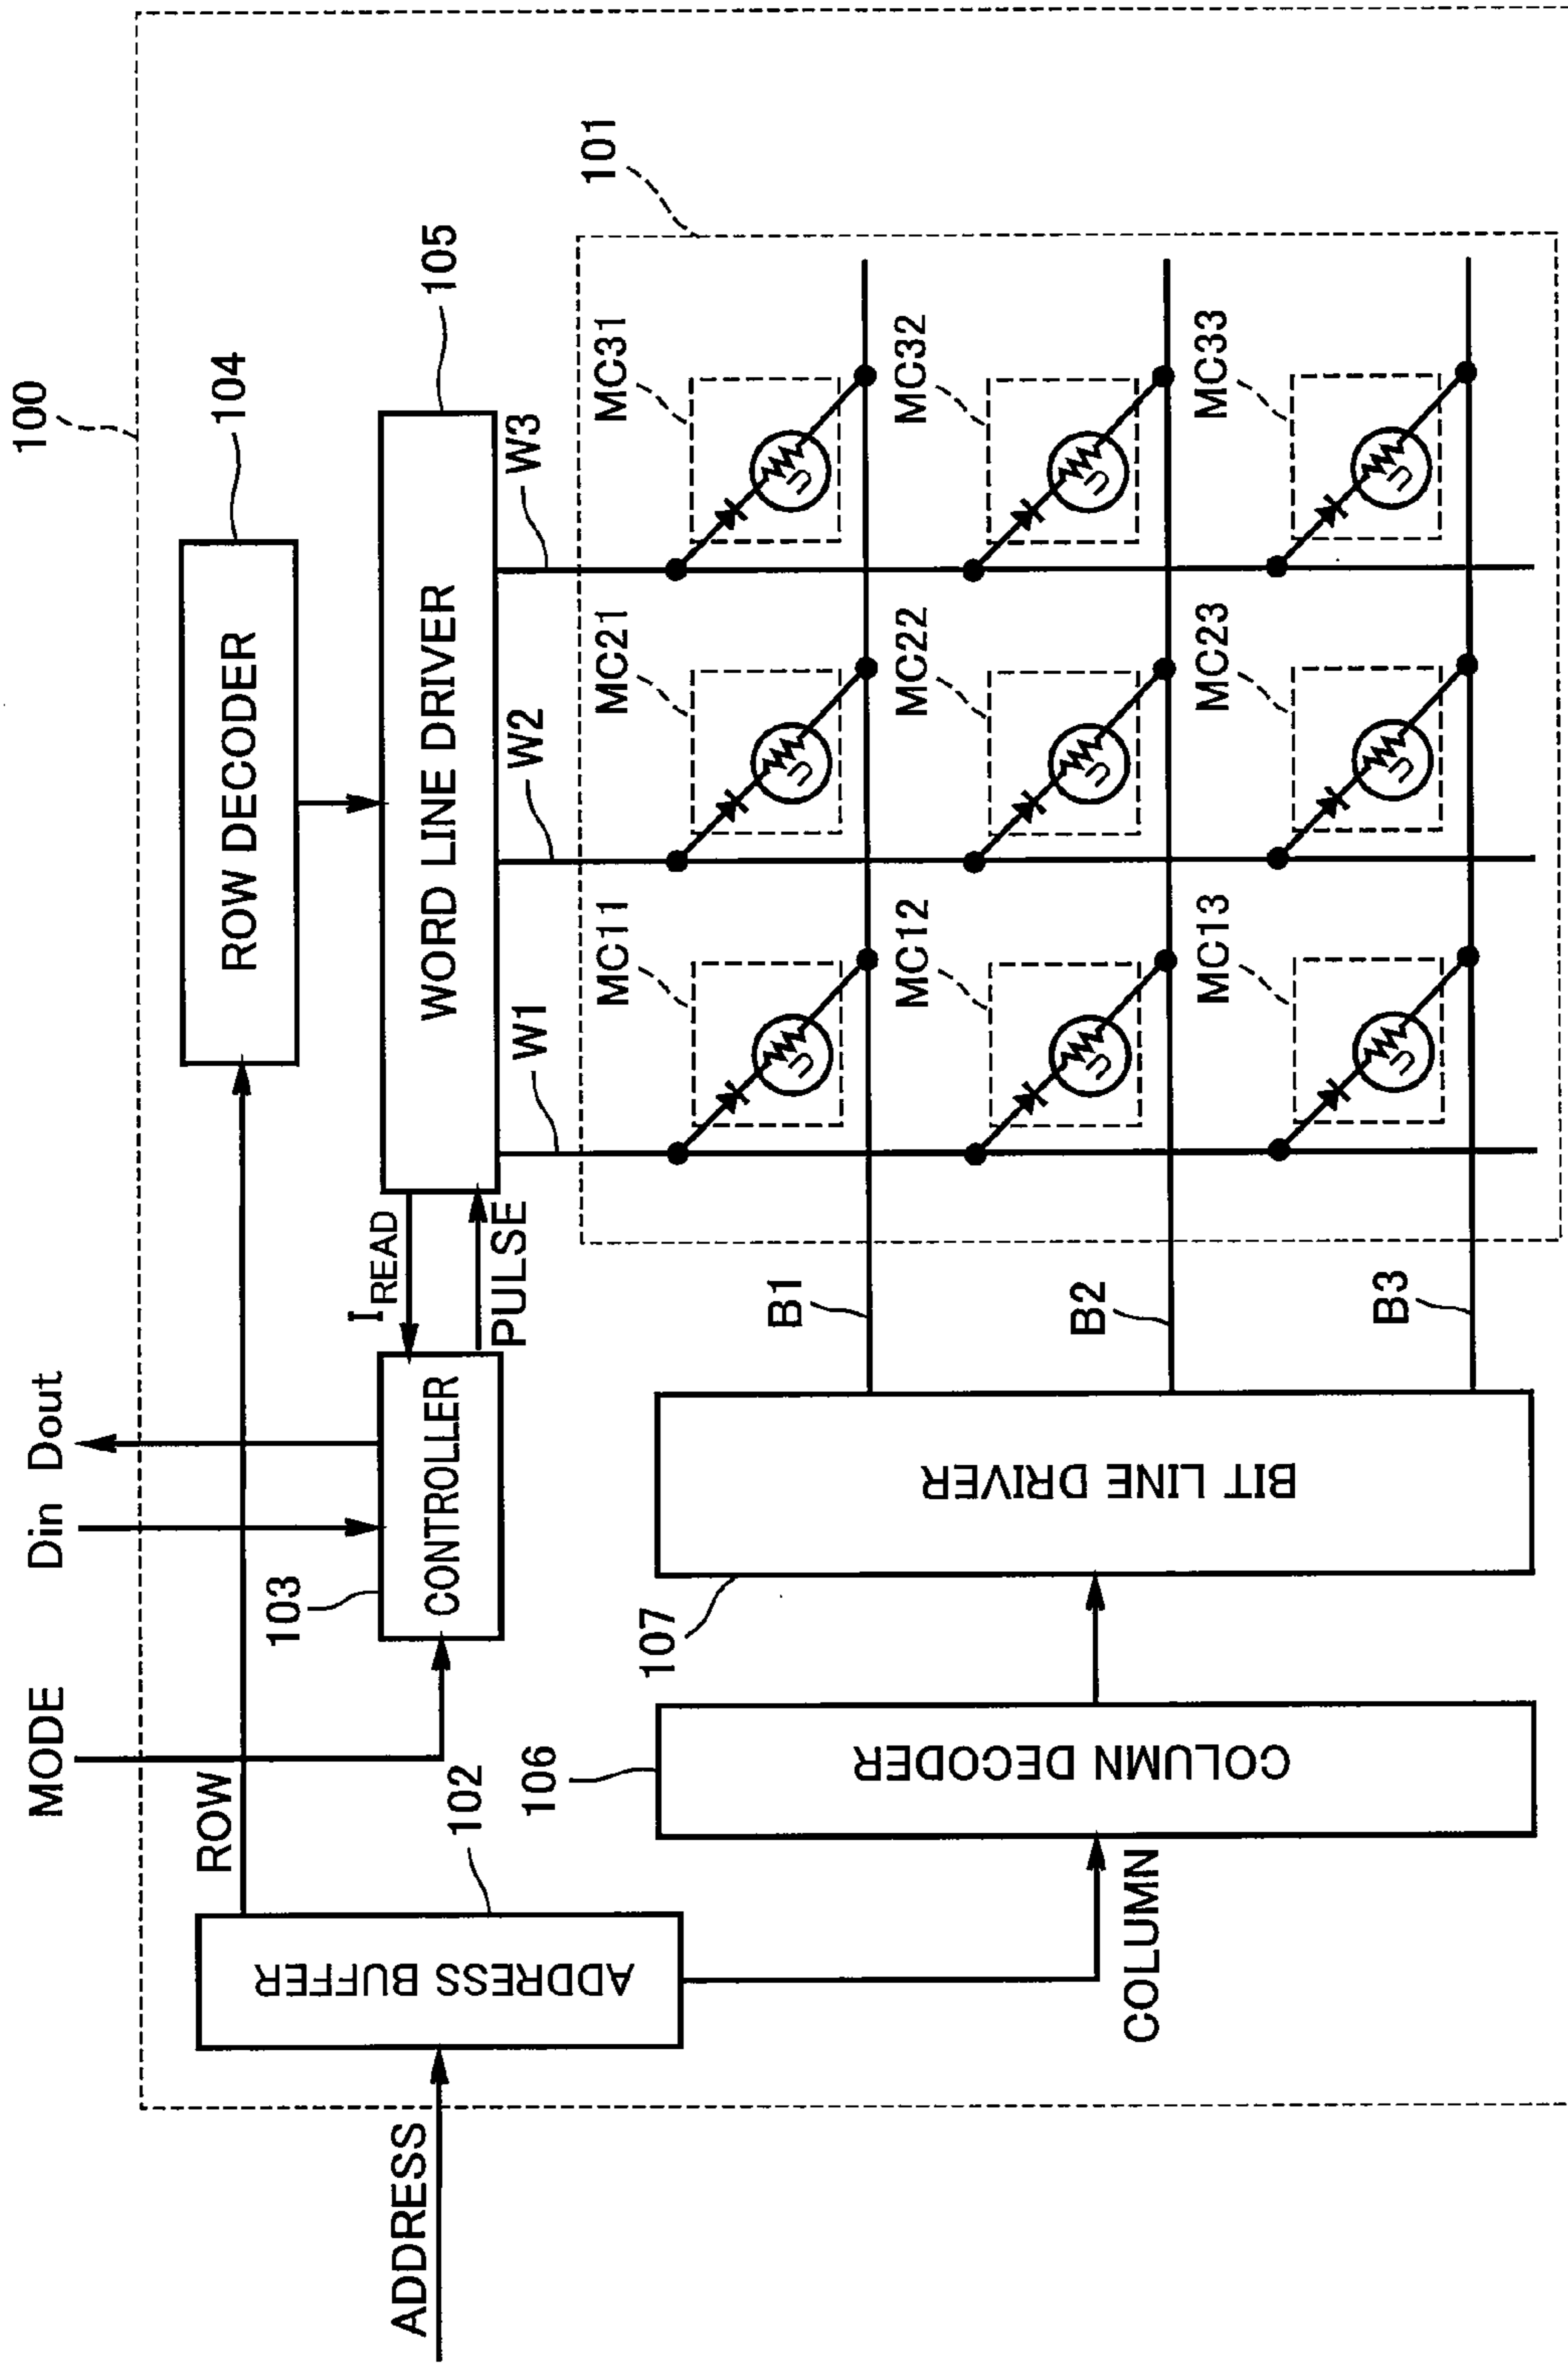 100
104
ROW DECODER
105
WORD LINE DRIVER
101
MODE
Din
Dout
ROW
103
CONTROLLER
IREAD
PULSE
W1
W2
W3
ADDRESS
102
ADDRESS BUFFER
COLUMN
106
COLUMN DECODER
107
BIT LINE DRIVER
B1
B2
B3
MC11
MC21
MC31
MC12
MC22
MC32
MC13
MC23
MC33